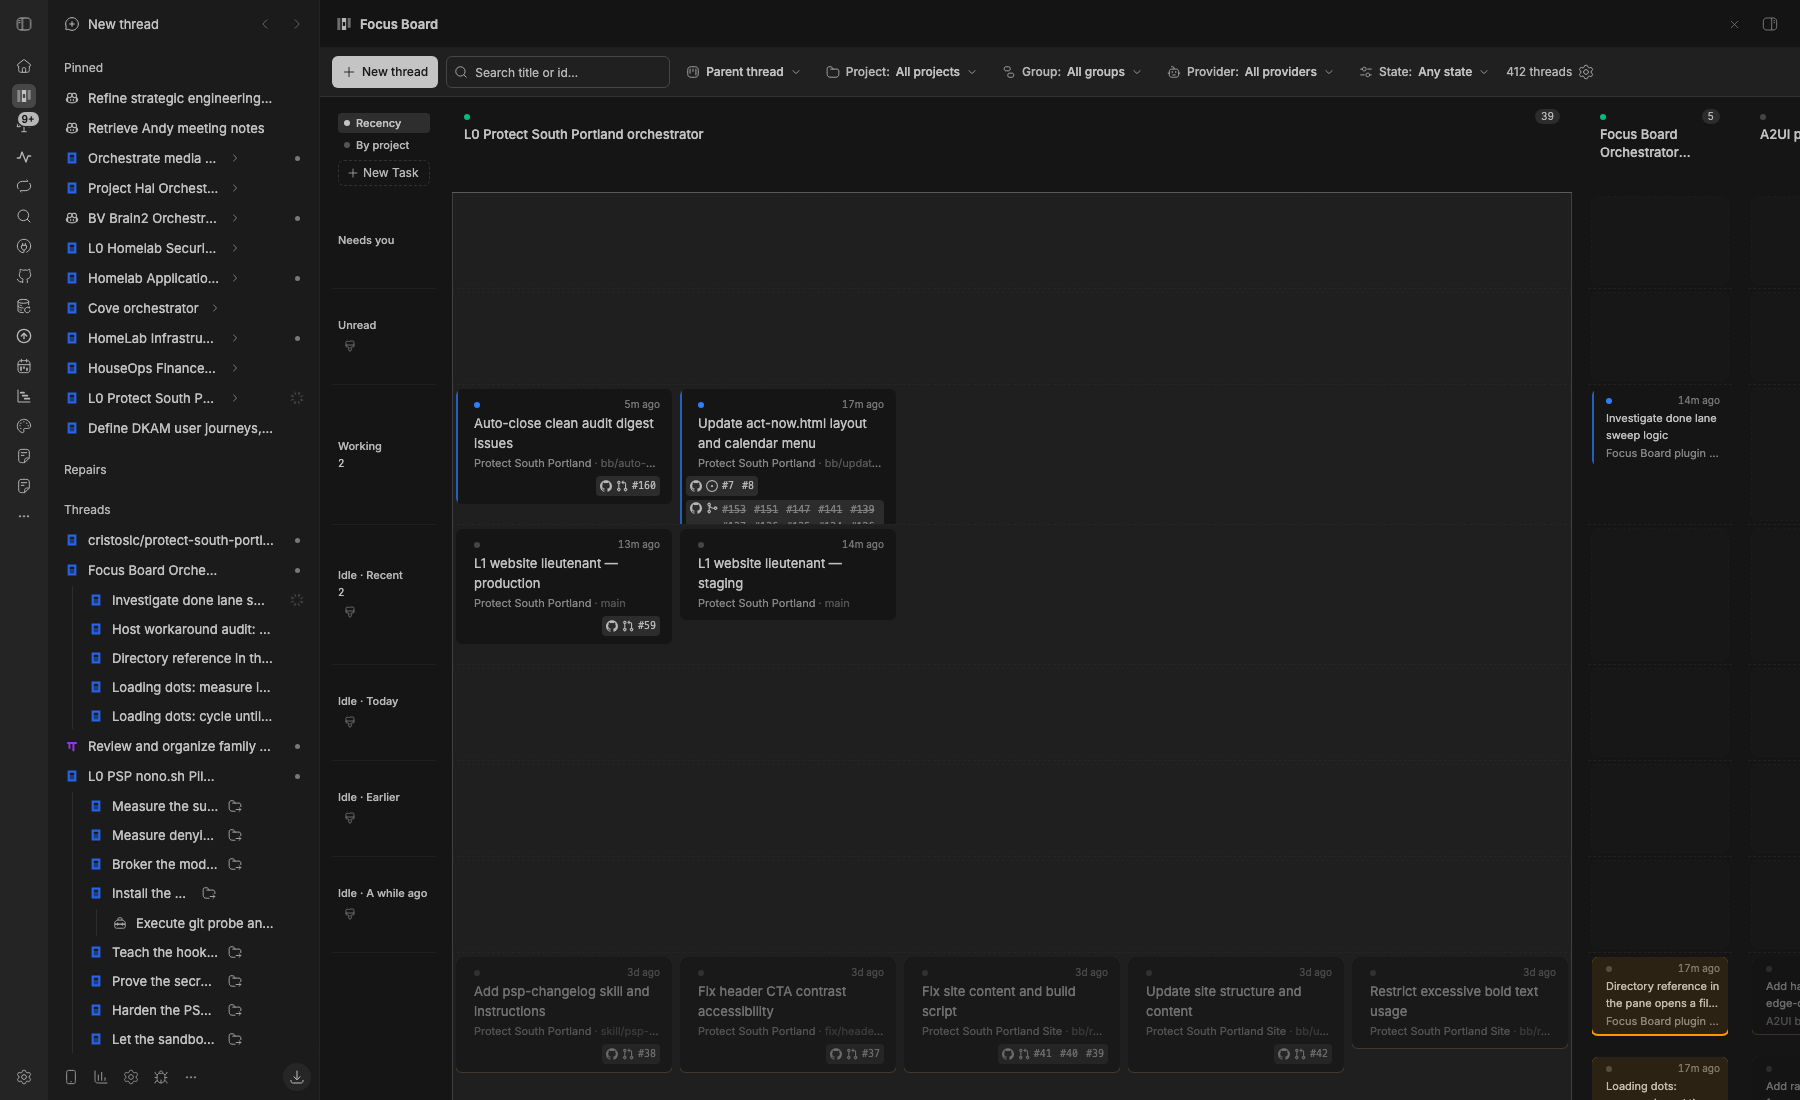 New thread
Pinned
Refine strategic engineering...
Retrieve Andy meeting notes
Orchestrate media ...
Project Hal Orchest...
BV Brain2 Orchestr...
L0 Homelab Securi...
Homelab Applicatio...
Cove orchestrator
HomeLab Infrastru...
HouseOps Finance...
L0 Protect South P...
Define DKAM user journeys,...
Repairs
Threads
cristoslc/protect-south-portl...
Focus Board Orche...
Investigate done lane s...
Host workaround audit: ...
Directory reference in th...
Loading dots: measure i...
Loading dots: cycle until...
Review and organize family ...
L0 PSP nono.sh Pil...
Measure the su...
Measure denyi...
Broker the mod...
Install the ...
Execute git probe an...
Teach the hook...
Prove the secr...
Harden the PS...
Let the sandbo...
9+
Focus Board
New thread
Search title or id...
Parent thread
Project: All projects
Group: All groups
Provider: All providers
State: Any state
412 threads
Recency
By project
New Task
L0 Protect South Portland orchestrator
39
Focus Board
Orchestrator...
5
A2UI p
Needs you
Unread
Working
2
5m ago
Auto-close clean audit digest
issues
Protect South Portland · bb/auto-...
#160
17m ago
Update act-now.html layout
and calendar menu
Protect South Portland · bb/updat...
#7 #8
#153 #151 #147 #141 #139
14m ago
Investigate done lane
sweep logic
Focus Board plugin ...
Idle · Recent
2
13m ago
L1 website lieutenant —
production
Protect South Portland · main
#59
14m ago
L1 website lieutenant —
staging
Protect South Portland · main
Idle · Today
Idle · Earlier
Idle · A while ago
3d ago
Add psp-changelog skill and
instructions
Protect South Portland · skill/psp-...
#38
3d ago
Fix header CTA contrast
accessibility
Protect South Portland · fix/heade...
#37
3d ago
Fix site content and build
script
Protect South Portland Site · bb/r...
#41 #40 #39
3d ago
Update site structure and
content
Protect South Portland Site · bb/u...
#42
3d ago
Restrict excessive bold text
usage
Protect South Portland Site · bb/r...
17m ago
Directory reference in
the pane opens a fil...
Focus Board plugin ...
Add ha
edge-c
A2UI b
17m ago
Loading dots:
Add ra